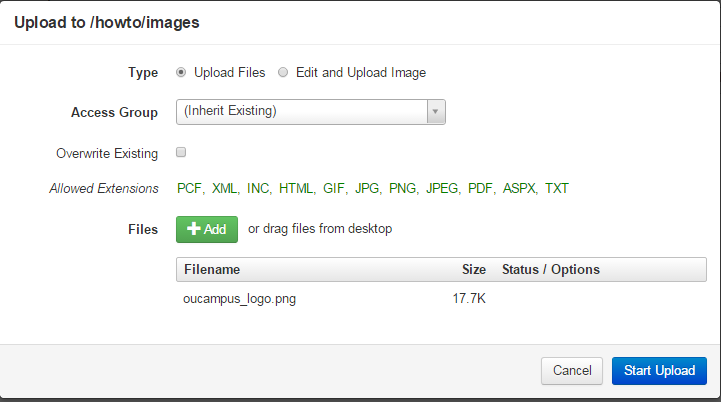 Upload to /howto/images
Type Upload Files Edit and Upload Image
Access Group (Inherit Existing)
Overwrite Existing
Allowed Extensions PCF, XML, INC, HTML, GIF, JPG, PNG, JPEG, PDF, ASPX, TXT
Files + Add or drag files from desktop
Filename Size Status / Options
oucampus_logo.png 17.7K
Cancel Start Upload